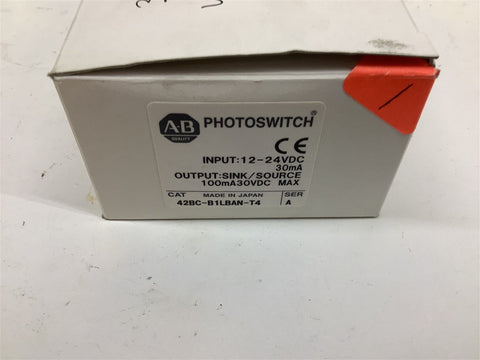 AB QUALITY
PHOTOSWITCH®
CE
INPUT:12-24VDC
30mA
OUTPUT:SINK/SOURCE
100mA30VDC MAX
CAT MADE IN JAPAN SER
42BC-B1LBAN-T4 A